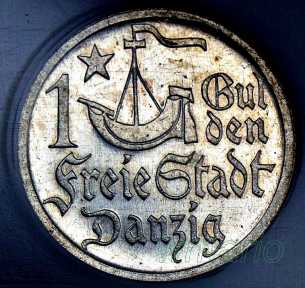 1 Gul
den
Freie Stadt
Danzig